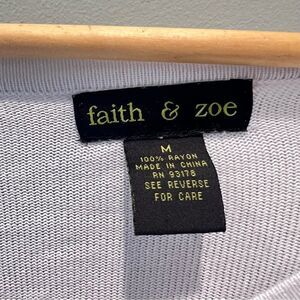 faith & zoe
M
100% RAYON
MADE IN CHINA
RN 93178
SEE REVERSE
FOR CARE